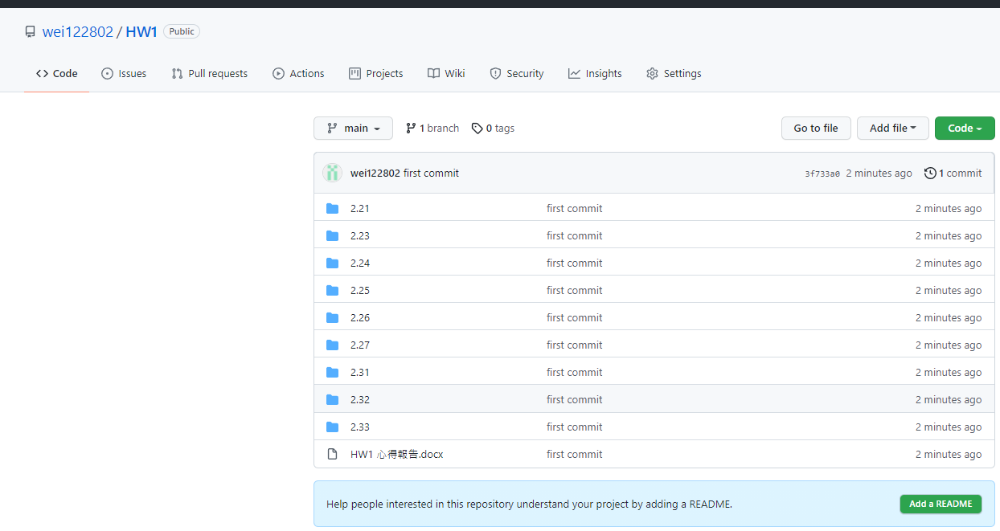 wei122802 / HW1 Public
Code Issues Pull requests Actions Projects Wiki Security Insights Settings
main 1 branch 0 tags Go to file Add file Code
wei122802 first commit 3f733a0 2 minutes ago 1 commit
2.21 first commit 2 minutes ago
2.23 first commit 2 minutes ago
2.24 first commit 2 minutes ago
2.25 first commit 2 minutes ago
2.26 first commit 2 minutes ago
2.27 first commit 2 minutes ago
2.31 first commit 2 minutes ago
2.32 first commit 2 minutes ago
2.33 first commit 2 minutes ago
HW1 心得報告.docx first commit 2 minutes ago
Help people interested in this repository understand your project by adding a README. Add a README